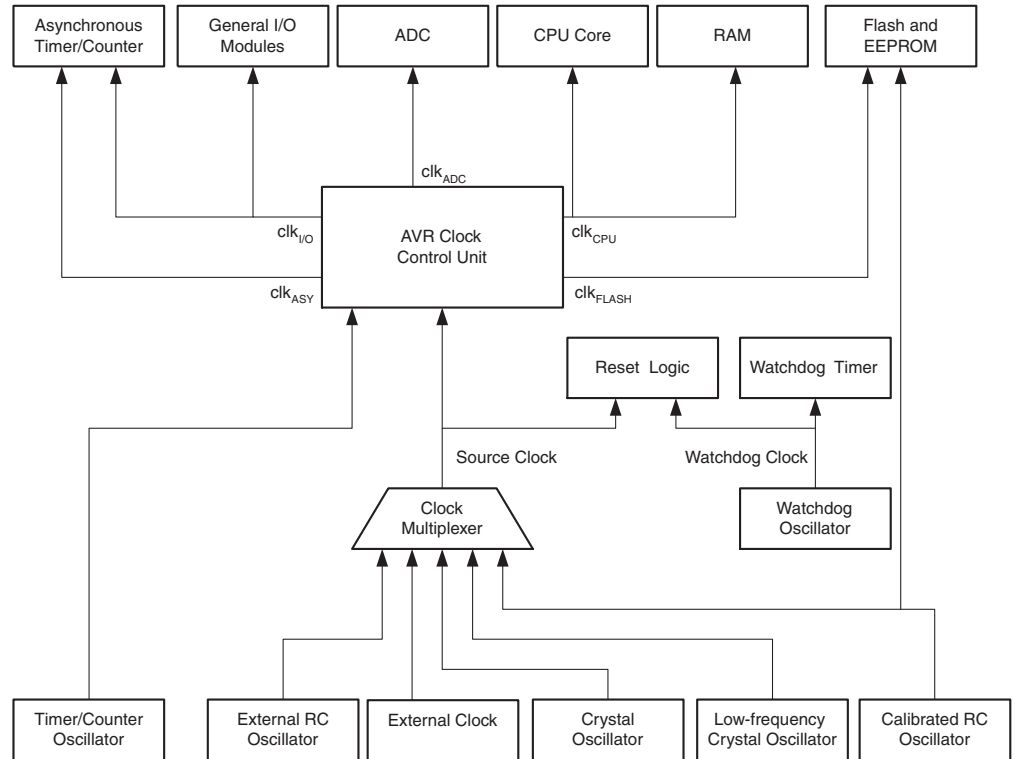 Asynchronous
Timer/Counter
General I/O
Modules
ADC
CPU Core
RAM
Flash and
EEPROM
clkADC
clkI/O
AVR Clock
Control Unit
clkCPU
clkASY
clkFLASH
Reset Logic
Watchdog Timer
Source Clock
Watchdog Clock
Clock
Multiplexer
Watchdog
Oscillator
Timer/Counter
Oscillator
External RC
Oscillator
External Clock
Crystal
Oscillator
Low-frequency
Crystal Oscillator
Calibrated RC
Oscillator